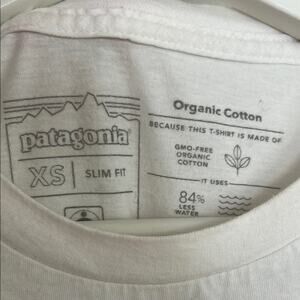 patagonia®
XS
SLIM FIT
Organic Cotton
BECAUSE THIS T-SHIRT IS MADE OF
GMO-FREE
ORGANIC
COTTON
IT USES
84%
LESS
WATER